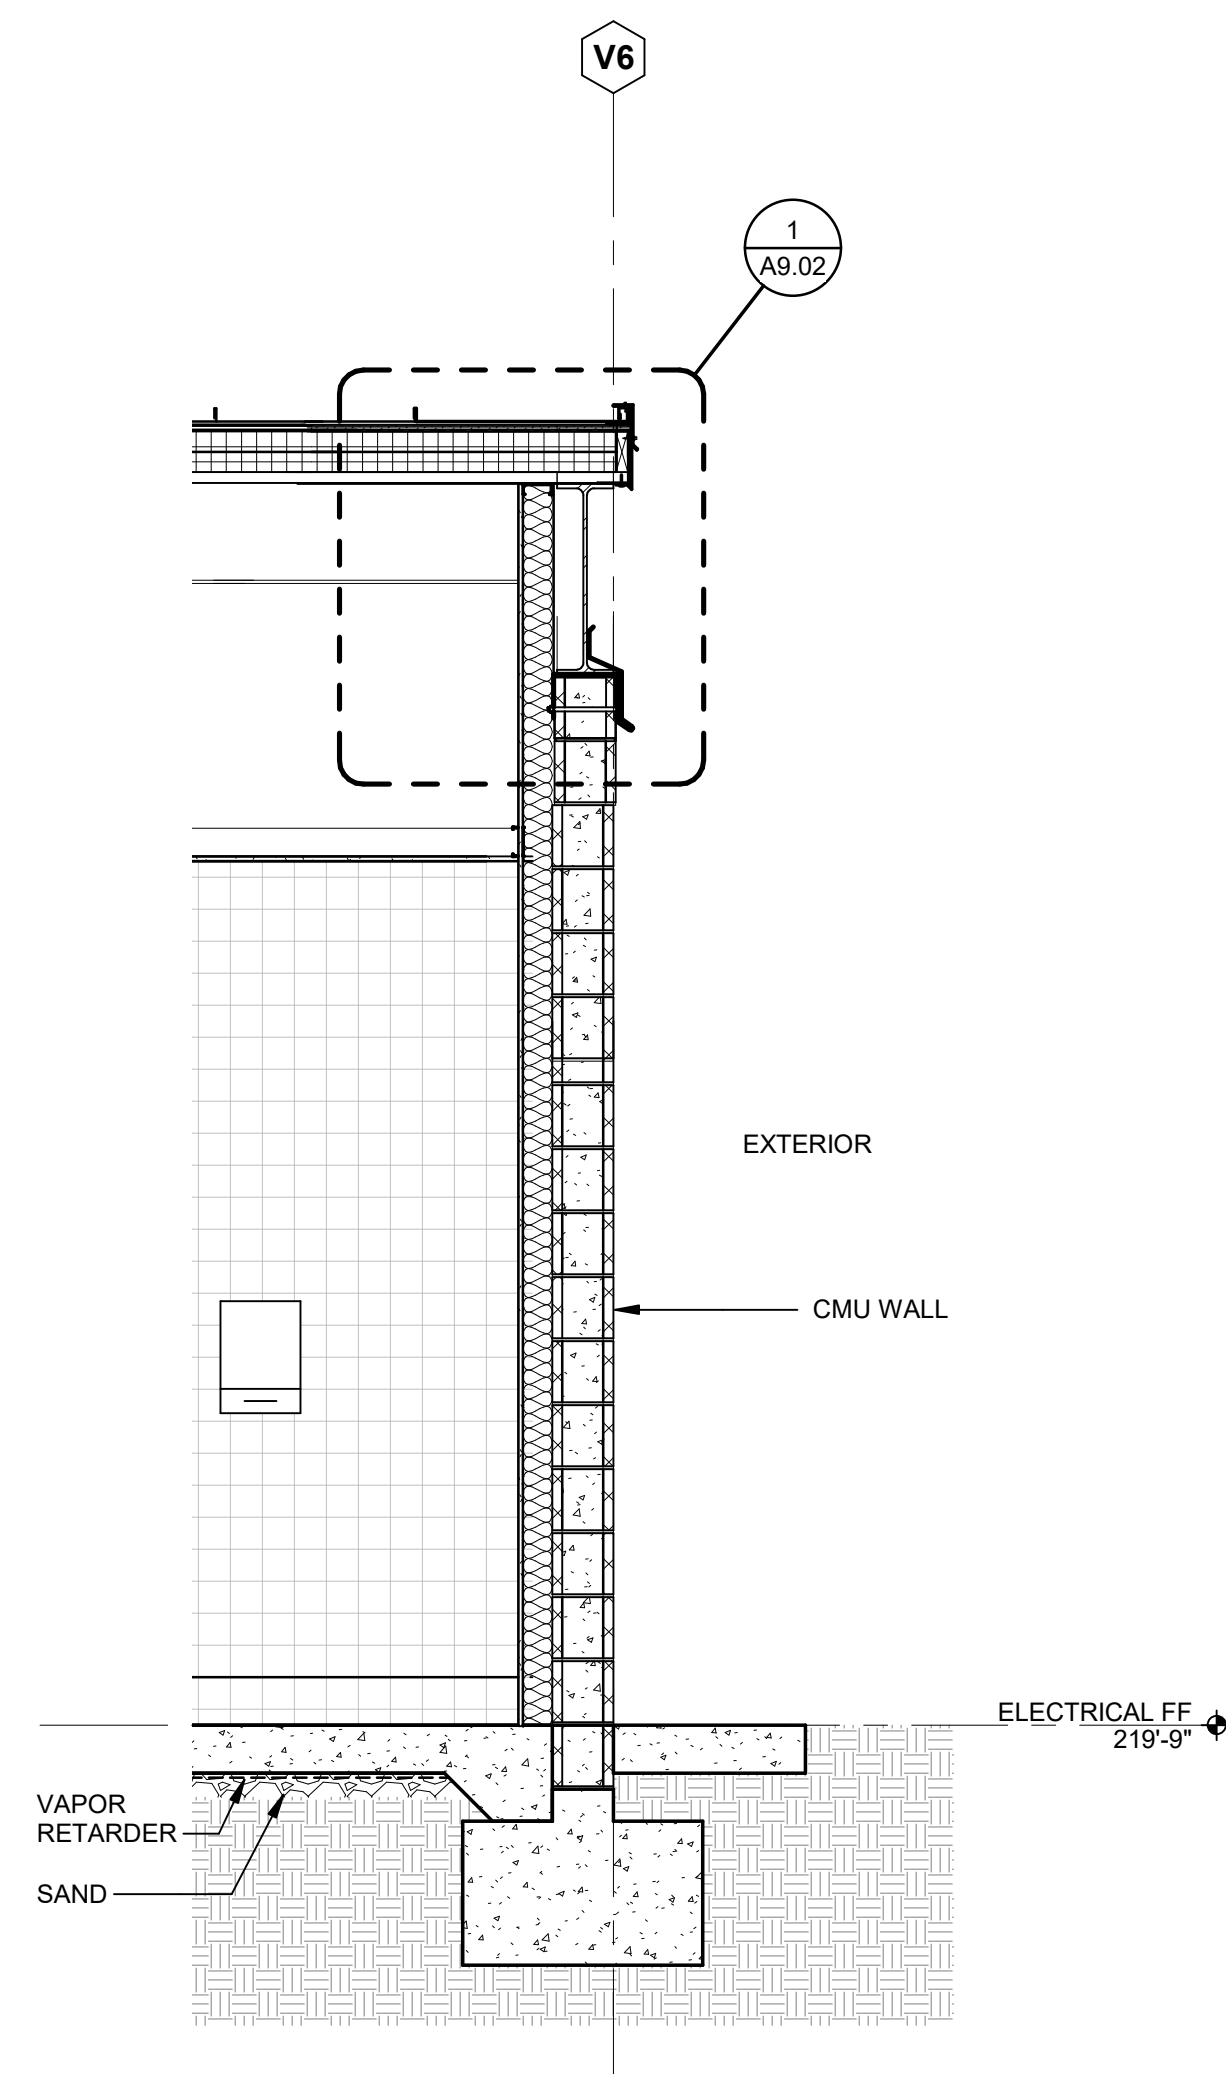 V6
1
A9.02
EXTERIOR
CMU WALL
ELECTRICAL FF
219'-9"
VAPOR
RETARDER
SAND